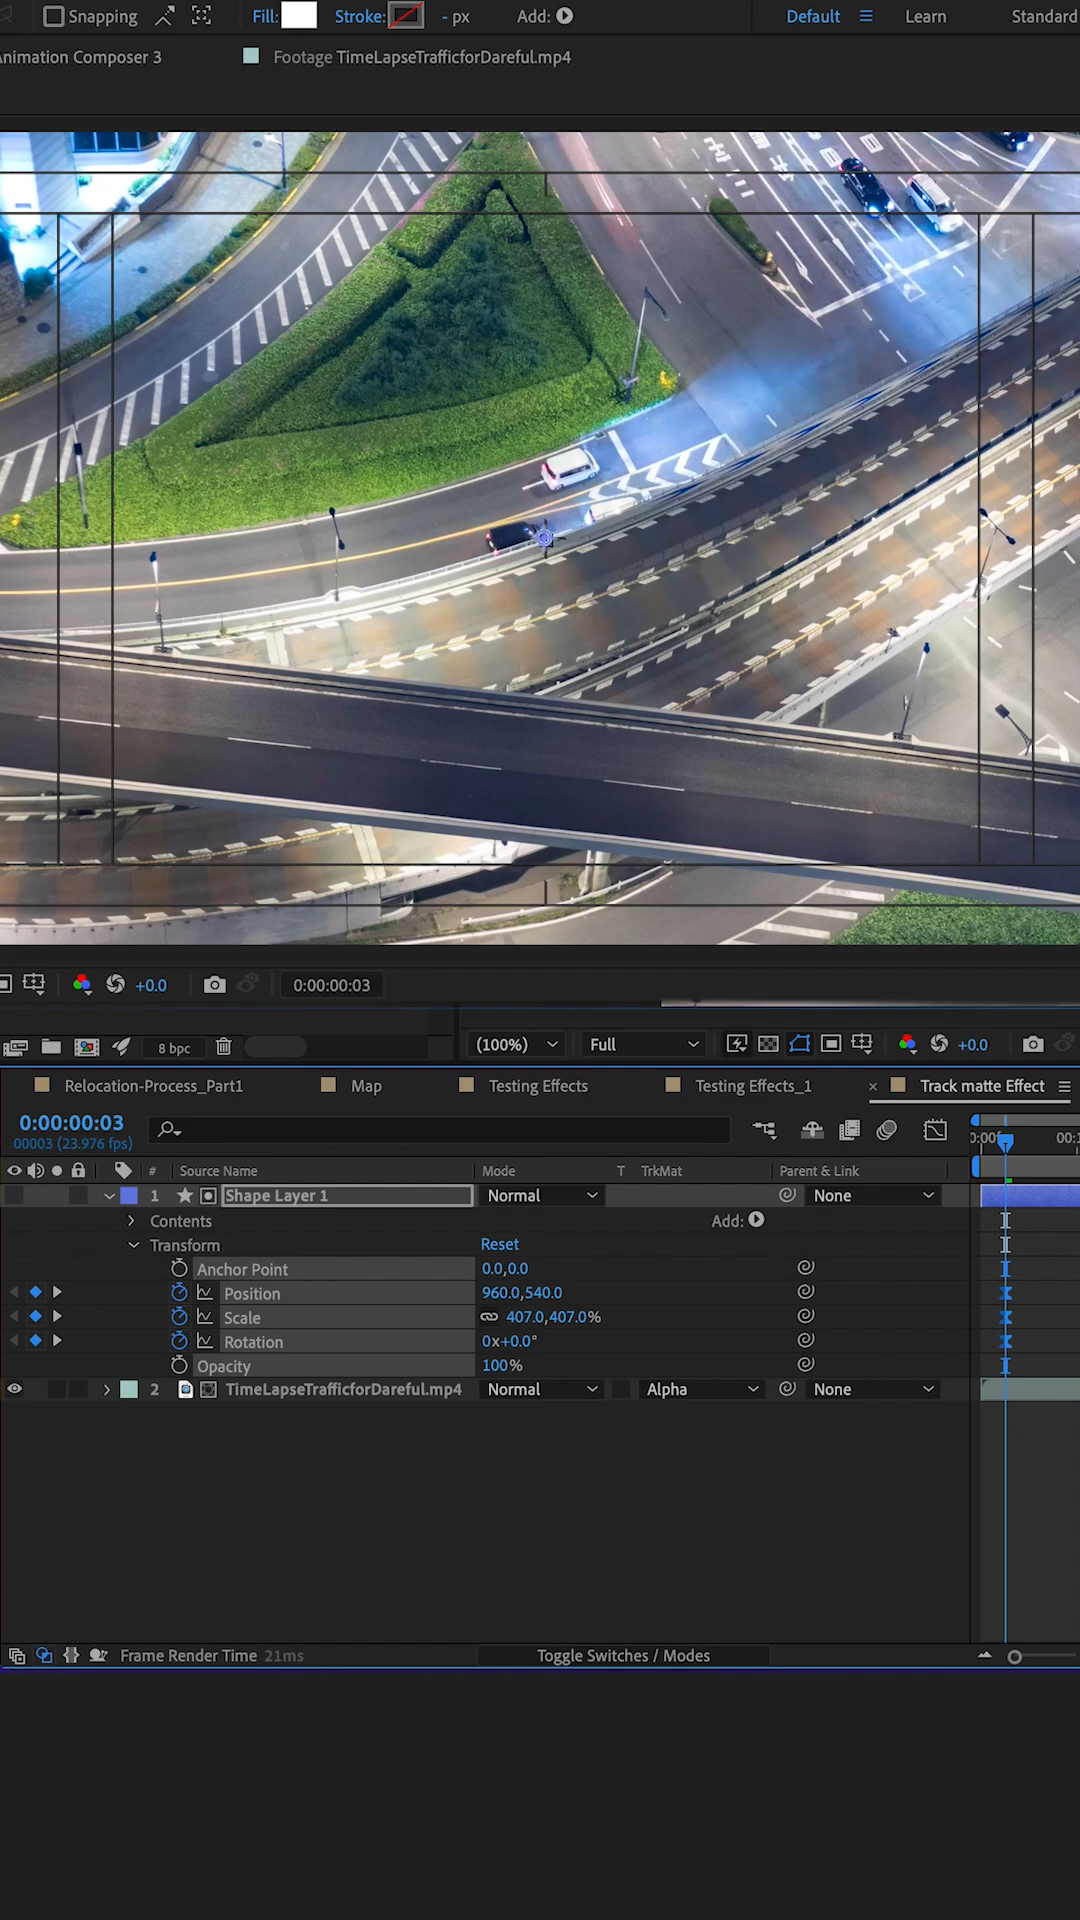 Snapping Fill: Stroke: - px Add: Default Learn Standard
nimation Composer 3 Footage TimeLapseTrafficforDareful.mp4
+0.0 0:00:00:03
8 bpc (100%) Full +0.0
Relocation-Process_Part1 Map Testing Effects Testing Effects_1 × Track matte Effect
0:00:00:03
00003 (23.976 fps) 0:00f 00:1
# Source Name Mode T TrkMat Parent & Link
1 Shape Layer 1 Normal None
Contents Add:
Transform Reset
Anchor Point 0.0,0.0
Position 960.0,540.0
Scale 407.0,407.0%
Rotation 0x+0.0°
Opacity 100%
2 TimeLapseTrafficforDareful.mp4 Normal Alpha None
Frame Render Time 21ms Toggle Switches / Modes